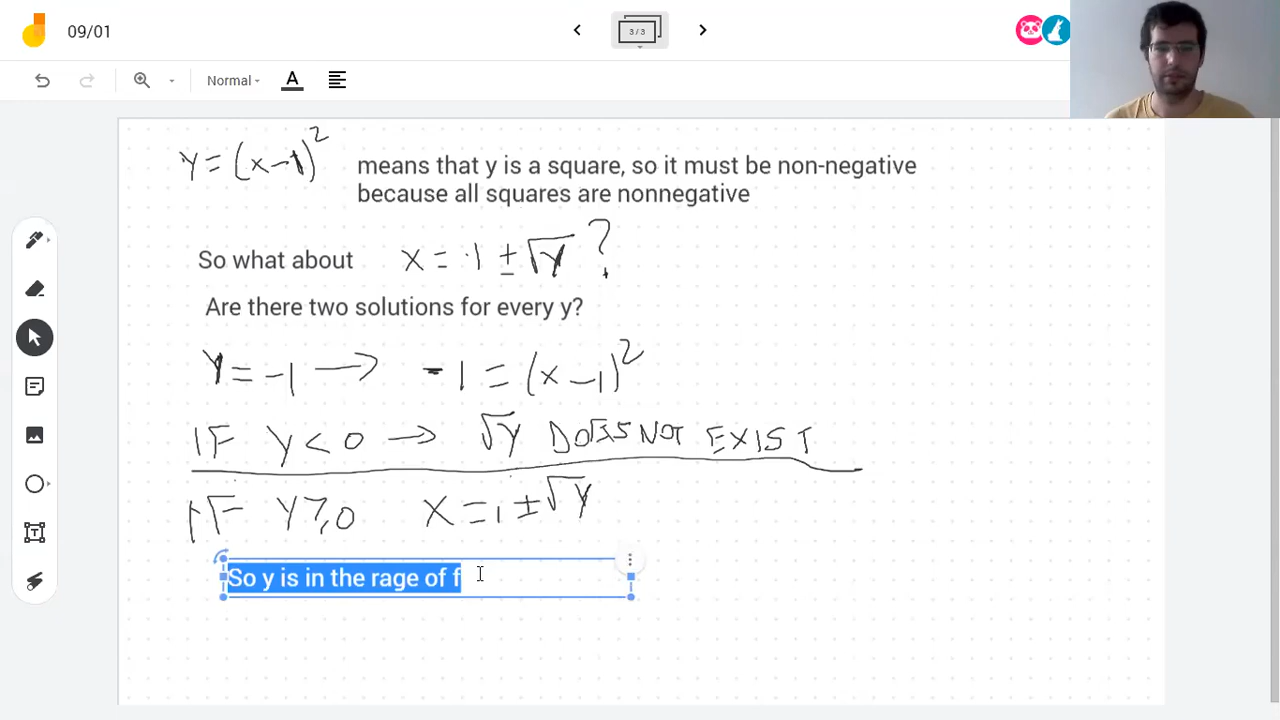 09/01
3 / 3
Normal
A
y = (x-1)²
means that y is a square, so it must be non-negative
because all squares are nonnegative
So what about x = 1 ± √y ?
Are there two solutions for every y?
y = -1 → -1 = (x-1)²
IF y < 0 → √y DOES NOT EXIST
IF y ≥ 0 x = 1 ± √y
So y is in the rage of f